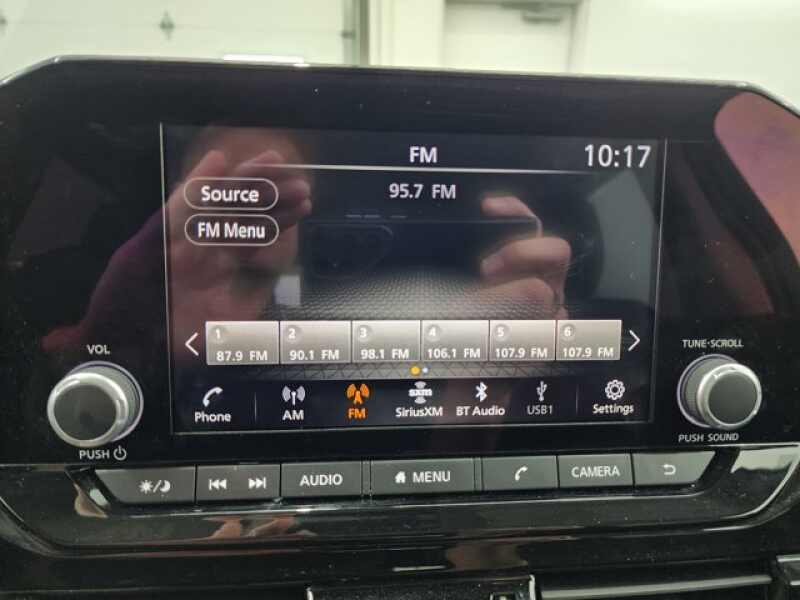 FM
10:17
Source
95.7 FM
FM Menu
1 2 3 4 5 6
87.9 FM 90.1 FM 98.1 FM 106.1 FM 107.9 FM 107.9 FM
VOL
TUNE·SCROLL
Phone AM FM SXM SiriusXM BT Audio USB1 Settings
PUSH
PUSH SOUND
AUDIO MENU CAMERA